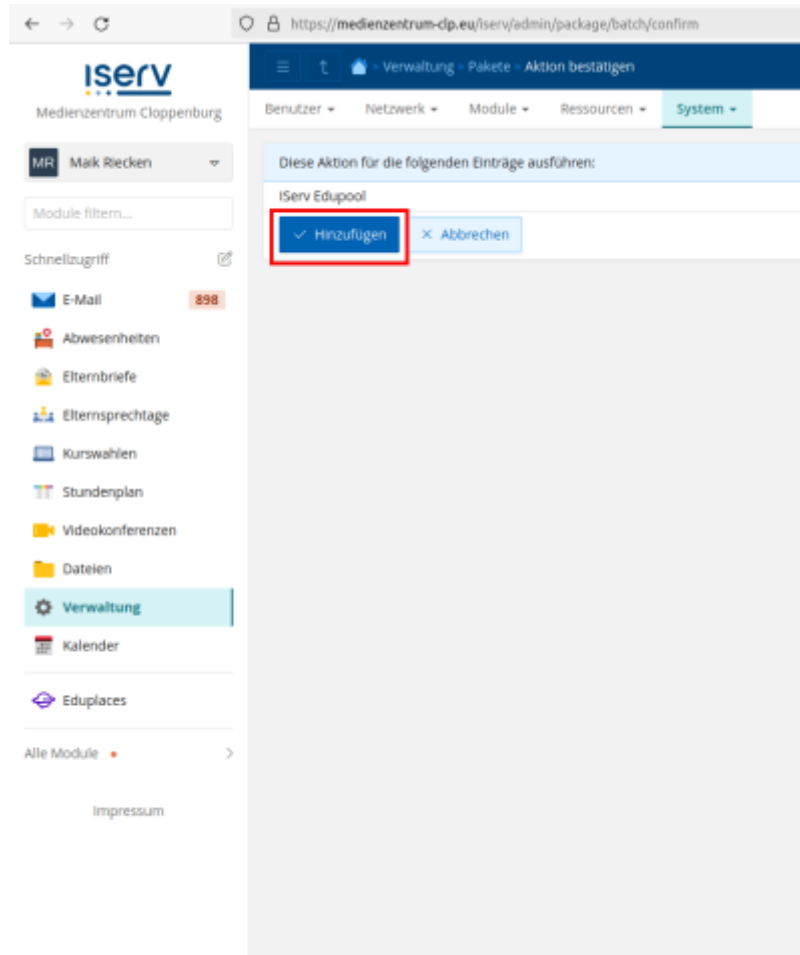 https://medienzentrum-clp.eu/iserv/admin/package/batch/confirm
IServ
Medienzentrum Cloppenburg
Verwaltung Pakete Aktion bestätigen
Benutzer Netzwerk Module Ressourcen System
MR Maik Riecken
Module filtern...
Schnellzugriff
E-Mail 898
Abwesenheiten
Elternbriefe
Elternsprechtage
Kurswahlen
Stundenplan
Videokonferenzen
Dateien
Verwaltung
Kalender
Eduplaces
Alle Module
Impressum
Diese Aktion für die folgenden Einträge ausführen:
IServ Edupool
Hinzufügen Abbrechen